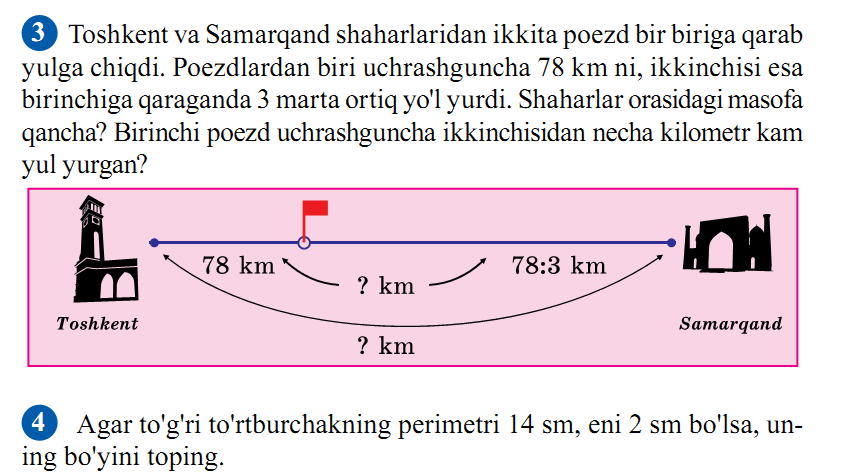 3 Toshkent va Samarqand shaharlaridan ikkita poezd bir biriga qarab
yulga chiqdi. Poezdlardan biri uchrashguncha 78 km ni, ikkinchisi esa
birinchiga qaraganda 3 marta ortiq yo'l yurdi. Shaharlar orasidagi masofa
qancha? Birinchi poezd uchrashguncha ikkinchisidan necha kilometr kam
yul yurgan?
78 km
78:3 km
? km
Toshkent
Samarqand
? km
4 Agar to'g'ri to'rtburchakning perimetri 14 sm, eni 2 sm bo'lsa, un-
ing bo'yini toping.